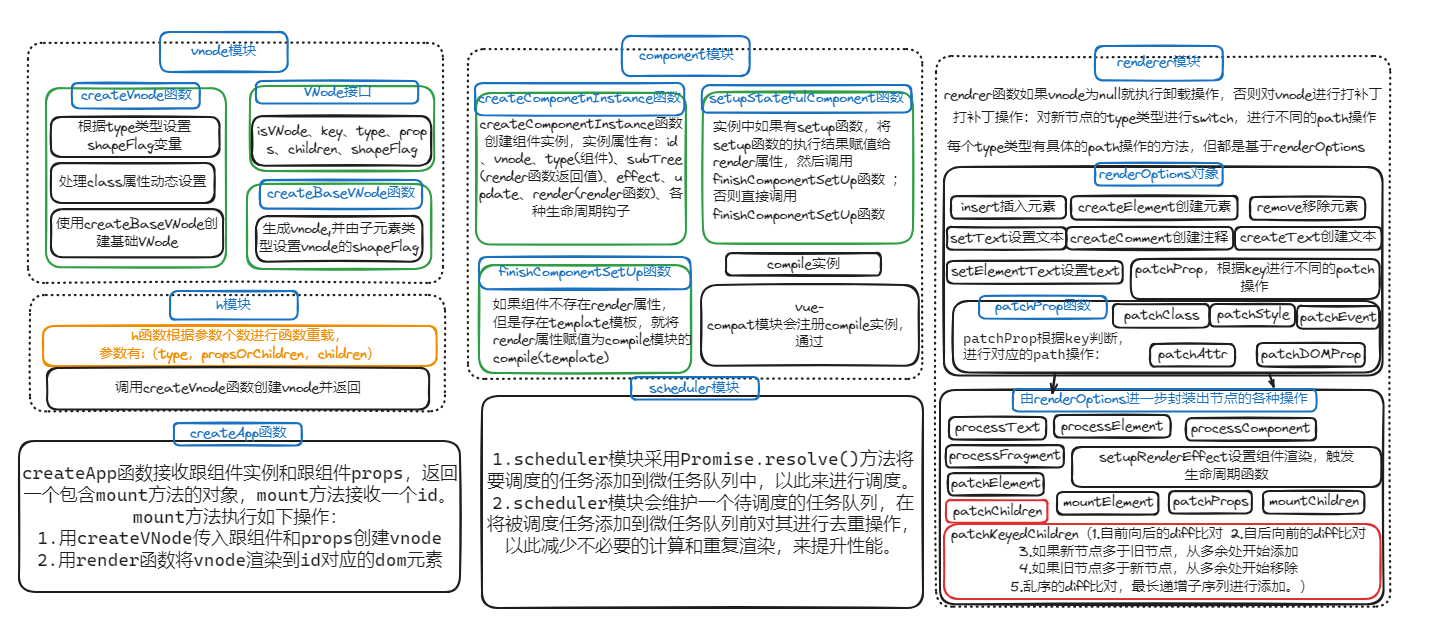 vnode模块
createVnode函数
根据type类型设置
shapeFlag变量
处理class属性动态设置
使用createBaseVNode创
建基础VNode
VNode接口
isVNode、key、type、prop
s、children、shapeFlag
createBaseVNode函数
生成vnode,并由子元素类
型设置vnode的shapeFlag
h模块
h函数根据参数个数进行函数重载，
参数有:（type，propsOrChildren，children）
调用createVnode函数创建vnode并返回
createApp函数
createApp函数接收跟组件实例和跟组件props，返回
一个包含mount方法的对象，mount方法接收一个id。
mount方法执行如下操作：
1.用createVNode传入跟组件和props创建vnode
2.用render函数将vnode渲染到id对应的dom元素
component模块
createComponetnInstance函数
createComponentInstance函数
创建组件实例，实例属性有：id
、vnode、type(组件)、subTree
(render函数返回值)、effect、u
pdate、render(render函数)、各
种生命周期钩子
setupStatefulComponent函数
实例中如果有setup函数，将
setup函数的执行结果赋值给
render属性，然后调用
finishComponentSetUp函数 ；
否则直接调用
finishComponentSetUp函数
finishComponentSetUp函数
如果组件不存在render属性，
但是存在template模板，就将
render属性赋值为compile模块的
compile(template)
compile实例
vue-
compat模块会注册compile实例，
通过
scheduler模块
1.scheduler模块采用Promise.resolve()方法将
要调度的任务添加到微任务队列中，以此来进行调度。
2.scheduler模块会维护一个待调度的任务队列，在
将被调度任务添加到微任务队列前对其进行去重操作，
以此减少不必要的计算和重复渲染，来提升性能。
renderer模块
rendrer函数如果vnode为null就执行卸载操作，否则对vnode进行打补丁
打补丁操作：对新节点的type类型进行switch，进行不同的path操作
每个type类型有具体的path操作的方法，但都是基于renderOptions
renderOptions对象
insert插入元素
createElement创建元素
remove移除元素
setText设置文本
createComment创建注释
createText创建文本
setElementText设置text
patchProp，根据key进行不同的patch
操作
patchProp函数
patchClass
patchStyle
patchEvent
patchProp根据key判断，
进行对应的path操作：
patchAttr
patchDOMProp
由renderOptions进一步封装出节点的各种操作
processText
processElement
processComponent
processFragment
setupRenderEffect设置组件渲染，触发
生命周期函数
patchElement
mountElement
patchProps
mountChildren
patchChildren
patchKeyedChildren（1.自前向后的diff比对 2.自后向前的diff比对
3.如果新节点多于旧节点，从多余处开始添加
4.如果旧节点多于新节点，从多余处开始移除
5.乱序的diff比对，最长递增子序列进行添加。）